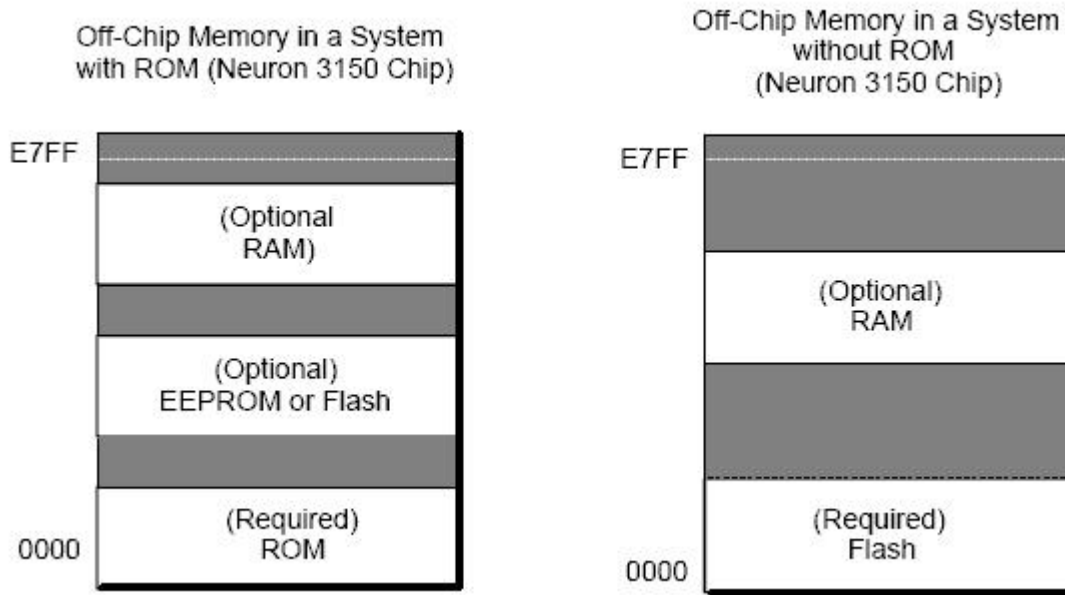 Off-Chip Memory in a System
with ROM (Neuron 3150 Chip)
E7FF
(Optional
RAM)
(Optional)
EEPROM or Flash
(Required)
ROM
0000
Off-Chip Memory in a System
without ROM
(Neuron 3150 Chip)
E7FF
(Optional)
RAM
(Required)
Flash
0000